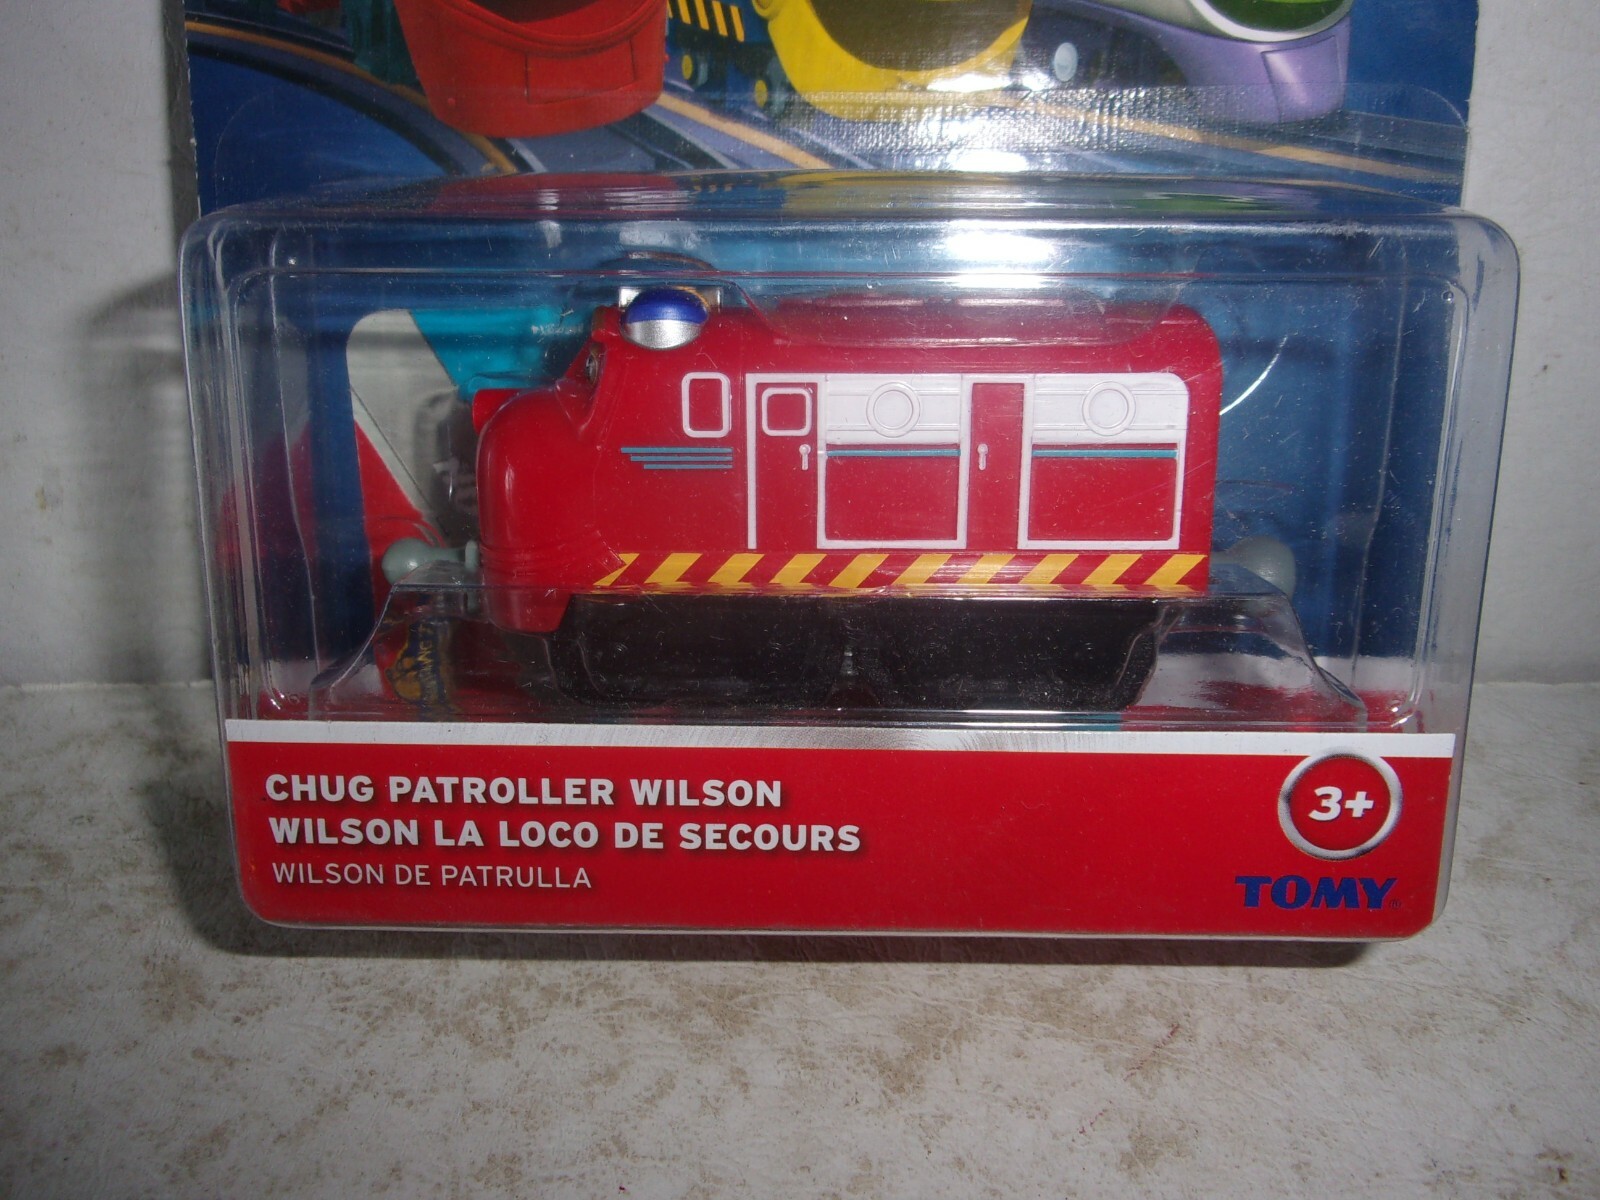 CHUG PATROLLER WILSON
WILSON LA LOCO DE SECOURS
WILSON DE PATRULLA
3+
TOMY